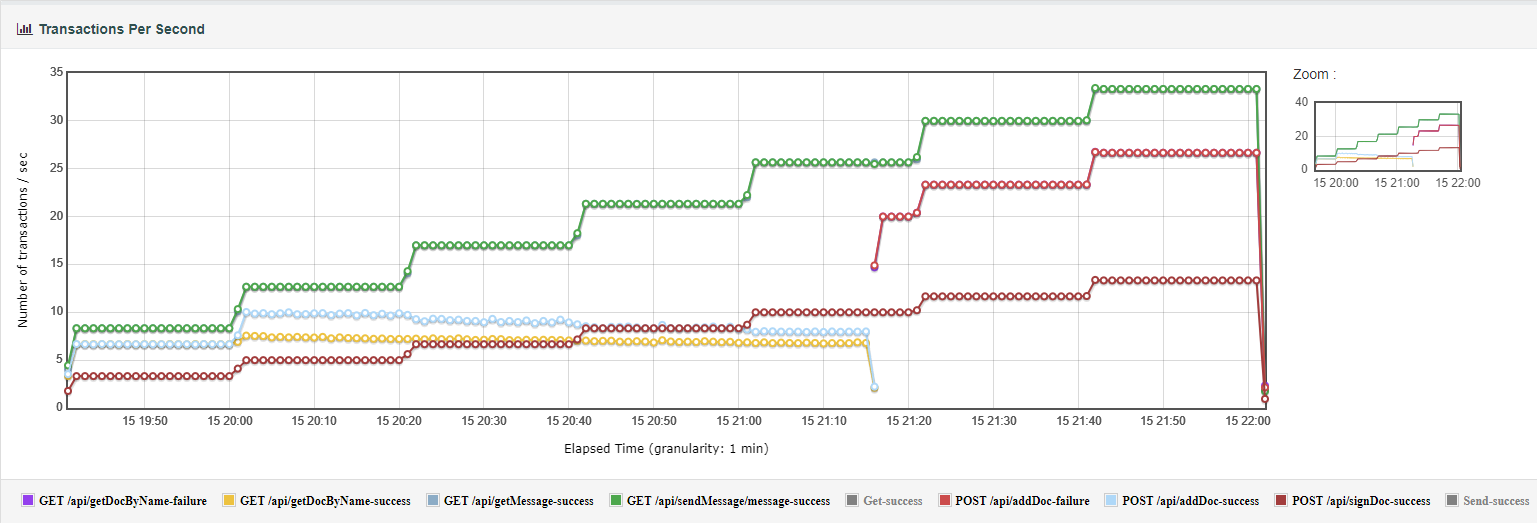 Transactions Per Second
Zoom :
35
30
25
20
15
10
5
0
Number of transactions / sec
15 19:50 15 20:00 15 20:10 15 20:20 15 20:30 15 20:40 15 20:50 15 21:00 15 21:10 15 21:20 15 21:30 15 21:40 15 21:50 15 22:00
Elapsed Time (granularity: 1 min)
40
20
0
15 20:00 15 21:00 15 22:00
GET /api/getDocByName-failure GET /api/getDocByName-success GET /api/getMessage-success GET /api/sendMessage/message-success Get-success POST /api/addDoc-failure POST /api/addDoc-success POST /api/signDoc-success Send-success